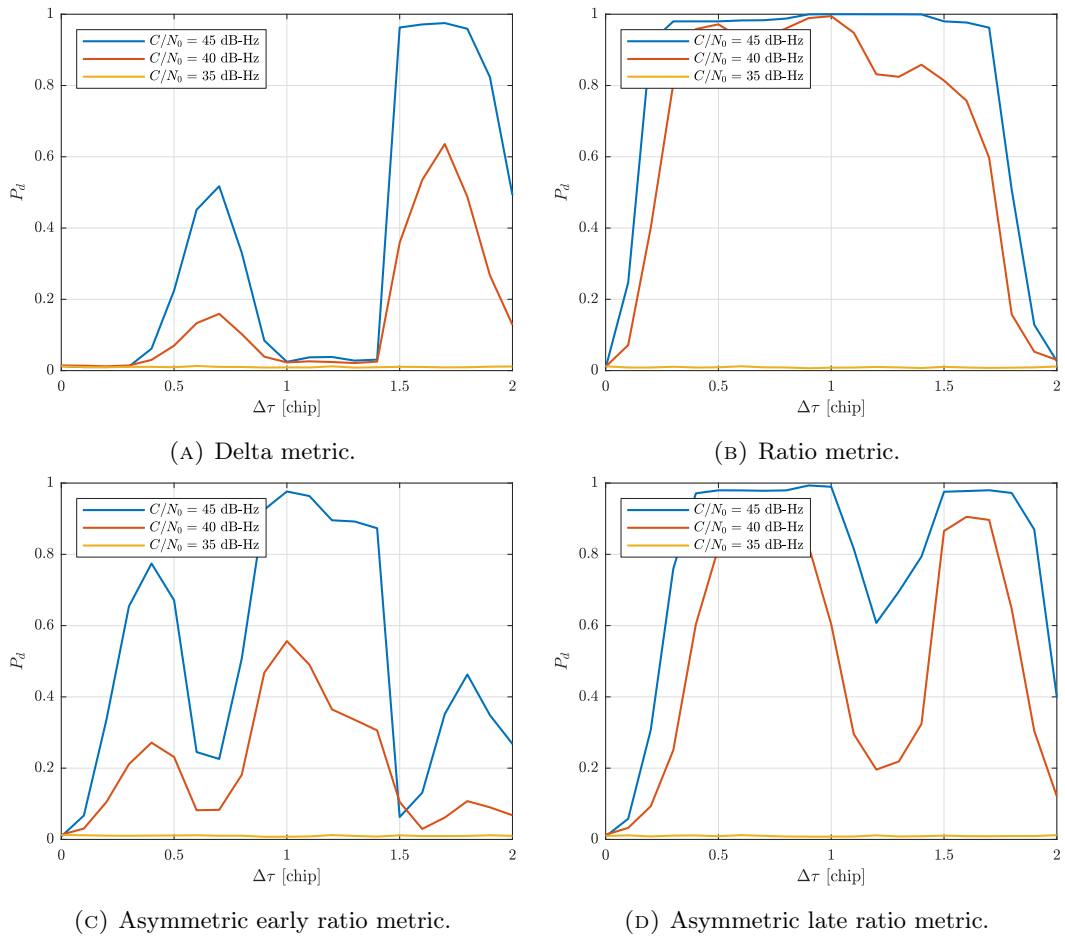 1
0.8
0.6
0.4
0.2
0
P_d
C/N_0 = 45 dB-Hz
C/N_0 = 40 dB-Hz
C/N_0 = 35 dB-Hz
0 0.5 1 1.5 2
Δτ [chip]
(A) Delta metric.
1
0.8
0.6
0.4
0.2
0
P_d
C/N_0 = 45 dB-Hz
C/N_0 = 40 dB-Hz
C/N_0 = 35 dB-Hz
0 0.5 1 1.5 2
Δτ [chip]
(B) Ratio metric.
1
0.8
0.6
0.4
0.2
0
P_d
C/N_0 = 45 dB-Hz
C/N_0 = 40 dB-Hz
C/N_0 = 35 dB-Hz
0 0.5 1 1.5 2
Δτ [chip]
(C) Asymmetric early ratio metric.
1
0.8
0.6
0.4
0.2
0
P_d
C/N_0 = 45 dB-Hz
C/N_0 = 40 dB-Hz
C/N_0 = 35 dB-Hz
0 0.5 1 1.5 2
Δτ [chip]
(D) Asymmetric late ratio metric.